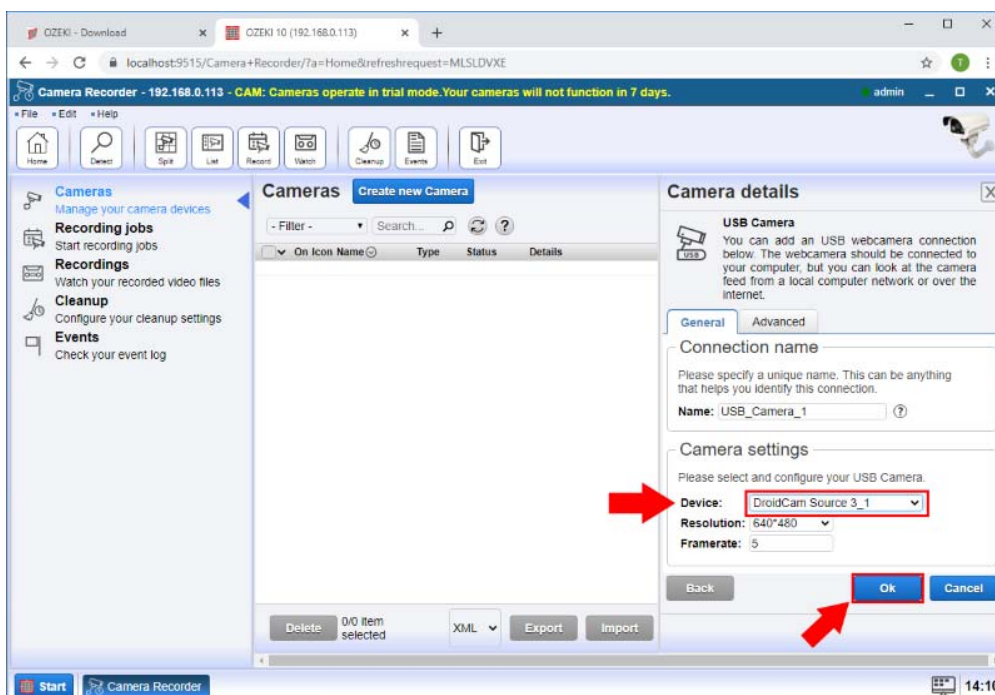 OZEKI - Download
OZEKI 10 (192.168.0.113)
localhost:9515/Camera+Recorder/?a=Home&refreshrequest=MLSLDVXE
T
Camera Recorder - 192.168.0.113 - CAM: Cameras operate in trial mode.Your cameras will not function in 7 days.
admin
File Edit Help
Home
Detect
Split
List
Record
Watch
Cleanup
Events
Exit
Cameras
Manage your camera devices
Recording jobs
Start recording jobs
Recordings
Watch your recorded video files
Cleanup
Configure your cleanup settings
Events
Check your event log
Cameras
Create new Camera
- Filter -
Search...
?
On Icon Name Type Status Details
Delete
0/0 item
selected
XML
Export
Import
Camera details
X
USB
USB Camera
You can add an USB webcamera connection
below. The webcamera should be connected to
your computer, but you can look at the camera
feed from a local computer network or over the
internet.
General
Advanced
Connection name
Please specify a unique name. This can be anything
that helps you identify this connection.
Name: USB_Camera_1
?
Camera settings
Please select and configure your USB Camera.
Device: DroidCam Source 3_1
Resolution: 640*480
Framerate: 5
Back
Ok
Cancel
Start
Camera Recorder
14:10